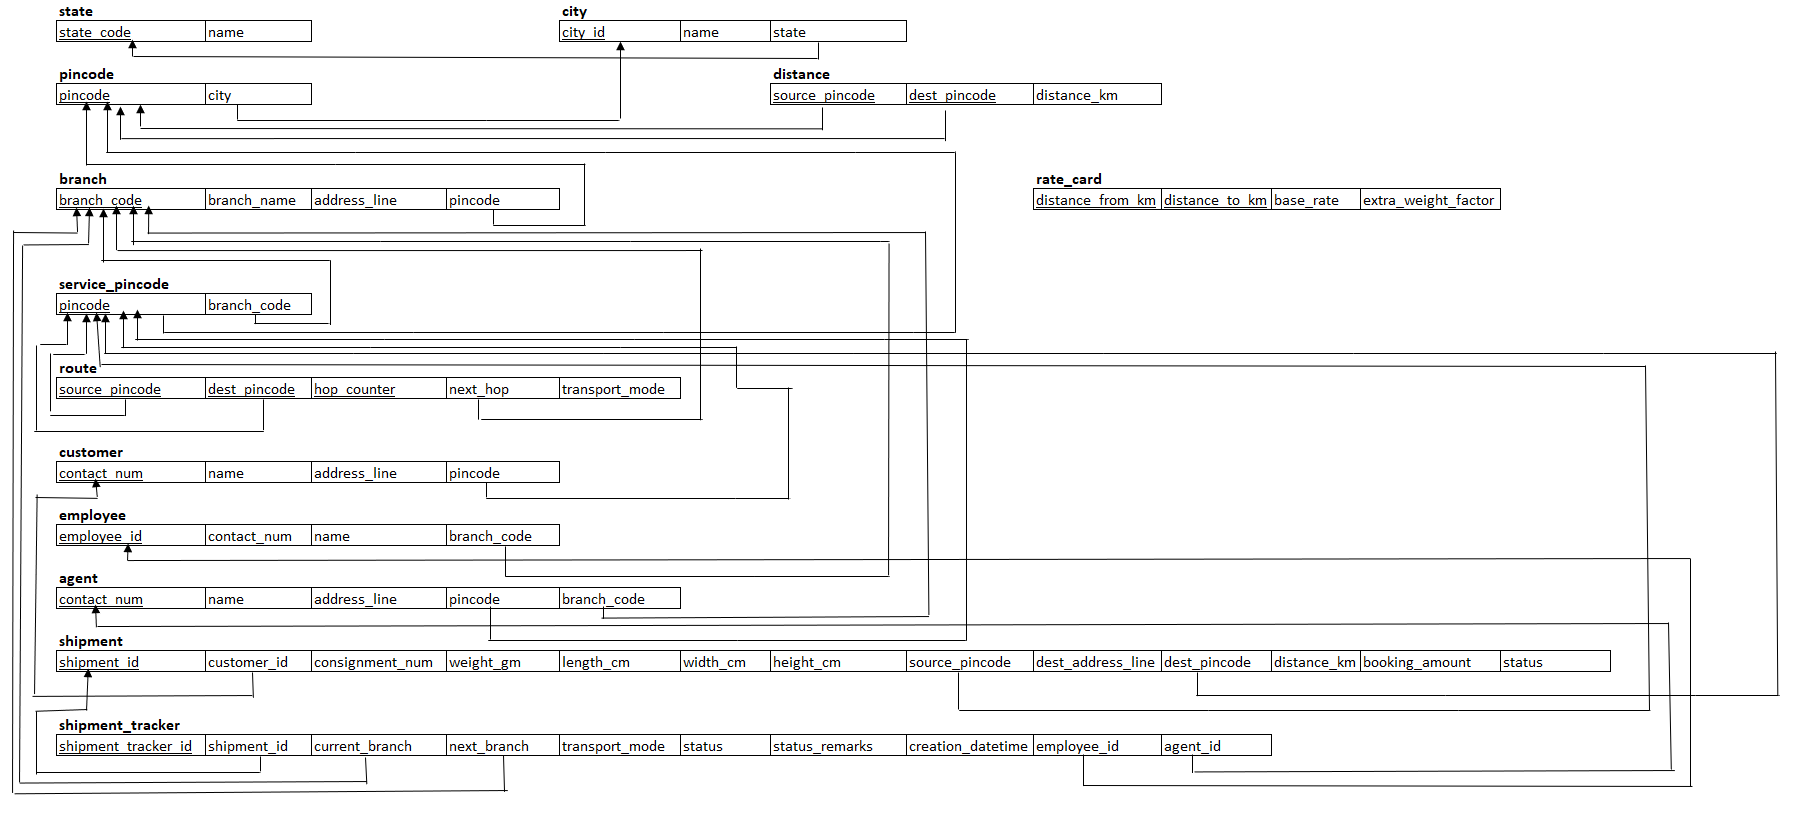 state city
state_code name city_id name state
pincode distance
pincode city source_pincode dest_pincode distance_km
branch rate_card
branch_code branch_name address_line pincode distance_from_km distance_to_km base_rate extra_weight_factor
service_pincode
pincode branch_code
route
source_pincode dest_pincode hop_counter next_hop transport_mode
customer
contact_num name address_line pincode
employee
employee_id contact_num name branch_code
agent
contact_num name address_line pincode branch_code
shipment
shipment_id customer_id consignment_num weight_gm length_cm width_cm height_cm source_pincode dest_address_line dest_pincode distance_km booking_amount status
shipment_tracker
shipment_tracker_id shipment_id current_branch next_branch transport_mode status status_remarks creation_datetime employee_id agent_id